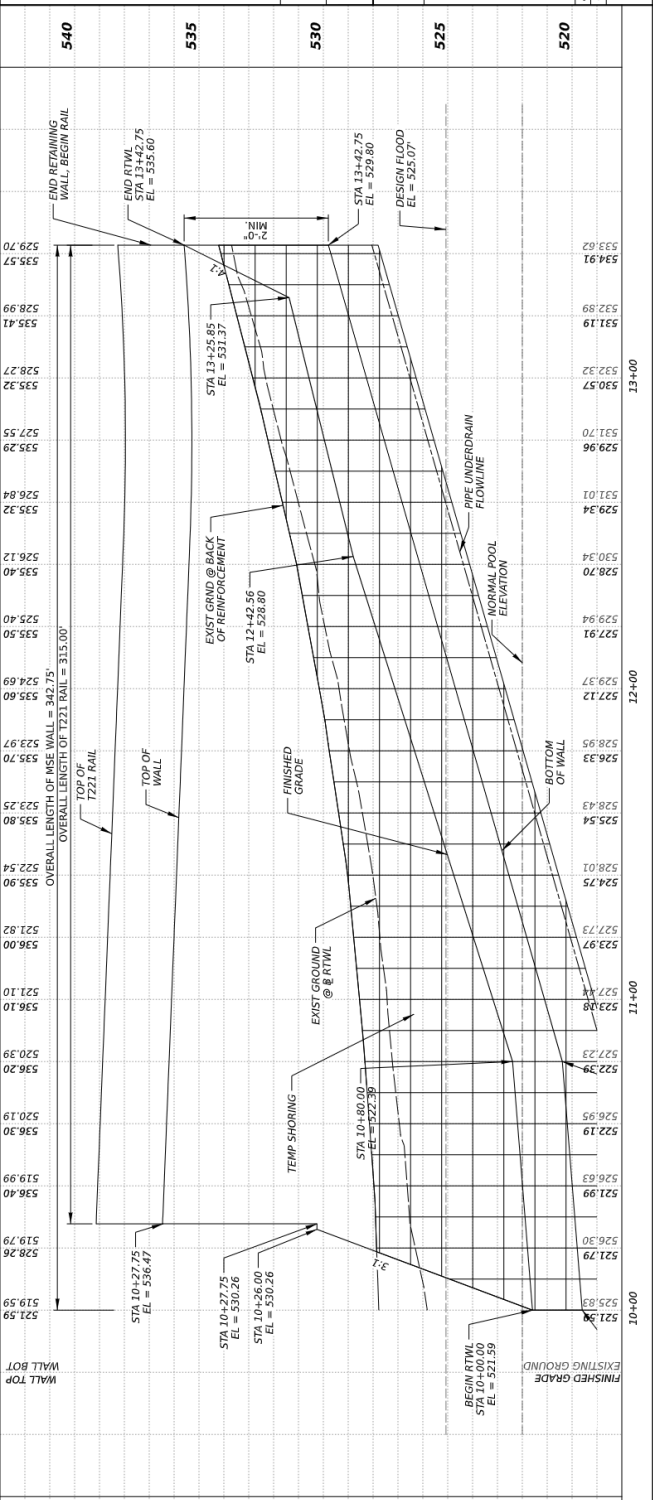 540
535
530
525
520
END RETAINING
WALL, BEGIN RAIL
END RTWL
STA 13+42.75
EL = 535.60
2'-0"
MIN.
STA 13+42.75
EL = 529.80
DESIGN FLOOD
EL = 525.07'
4:1
STA 13+25.85
EL = 531.37
PIPE UNDERDRAIN
FLOWLINE
EXIST GRND @ BACK
OF REINFORCEMENT
STA 12+42.56
EL = 528.80
NORMAL POOL
ELEVATION
OVERALL LENGTH OF MSE WALL = 342.75'
OVERALL LENGTH OF T221 RAIL = 315.00'
TOP OF
T221 RAIL
TOP OF
WALL
FINISHED
GRADE
BOTTOM
OF WALL
EXIST GROUND
@ ℄ RTWL
TEMP SHORING
STA 10+80.00
EL = 522.39
STA 10+27.75
EL = 536.47
STA 10+27.75
EL = 530.26
STA 10+26.00
EL = 530.26
3:1
BEGIN RTWL
STA 10+00.00
EL = 521.59
WALL TOP
WALL BOT
521.59
519.59
528.26
519.79
536.40
519.99
536.30
520.19
536.20
520.39
536.10
521.10
536.00
521.82
535.90
522.54
535.80
523.25
535.70
523.97
535.60
524.69
535.50
525.40
535.40
526.12
535.32
526.84
535.29
527.55
535.32
528.27
535.41
528.99
535.57
529.70
FINISHED GRADE
EXISTING GROUND
521.59
525.83
521.79
526.30
521.99
526.63
522.19
526.95
522.39
527.23
523.18
527.44
523.97
527.73
524.75
528.01
525.54
528.43
526.33
528.95
527.12
529.37
527.91
529.94
528.70
530.34
529.34
531.01
529.96
531.70
530.57
532.32
531.19
532.89
534.91
533.62
10+00
11+00
12+00
13+00